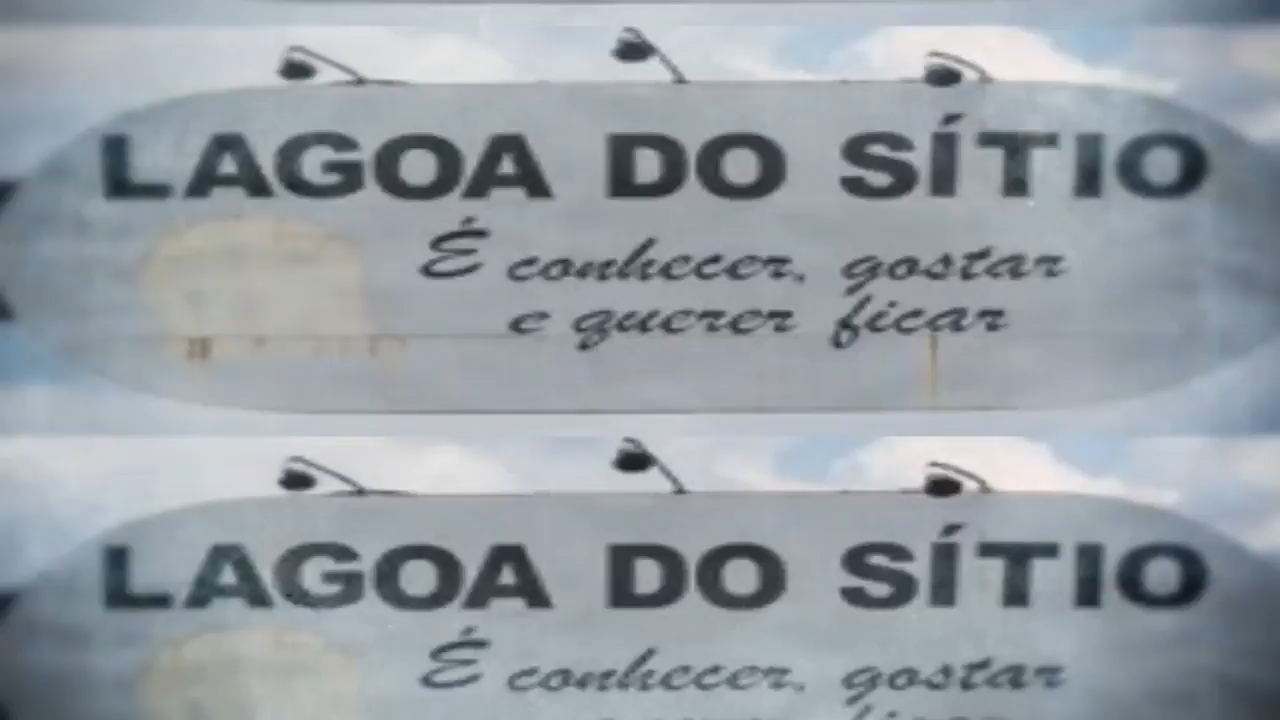 LAGOA DO SÍTIO
É conhecer, gostar
e querer ficar
LAGOA DO SÍTIO
É conhecer, gostar